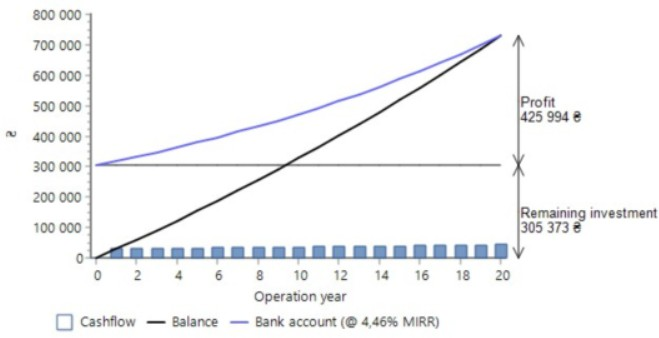 800 000
700 000
600 000
500 000
400 000
300 000
200 000
100 000
0
₴
Profit
425 994 ₴
Remaining investment
305 373 ₴
0 2 4 6 8 10 12 14 16 18 20
Operation year
Cashflow Balance Bank account (@ 4,46% MIRR)